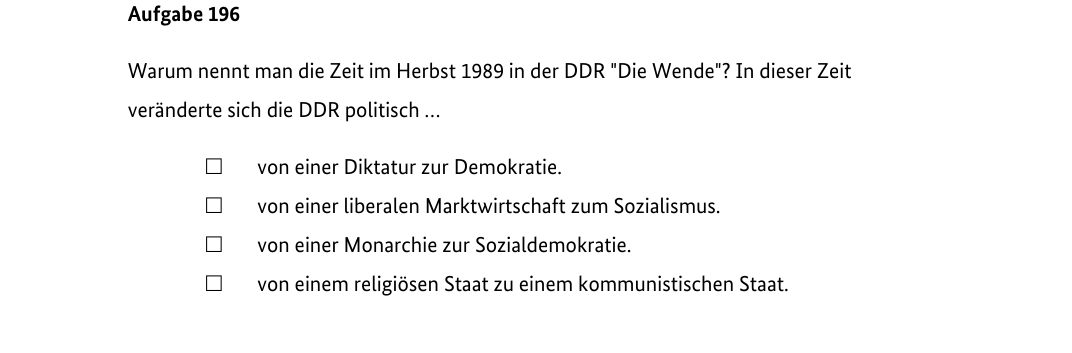 Aufgabe 196
Warum nennt man die Zeit im Herbst 1989 in der DDR "Die Wende"? In dieser Zeit
veränderte sich die DDR politisch …
☐ von einer Diktatur zur Demokratie.
☐ von einer liberalen Marktwirtschaft zum Sozialismus.
☐ von einer Monarchie zur Sozialdemokratie.
☐ von einem religiösen Staat zu einem kommunistischen Staat.